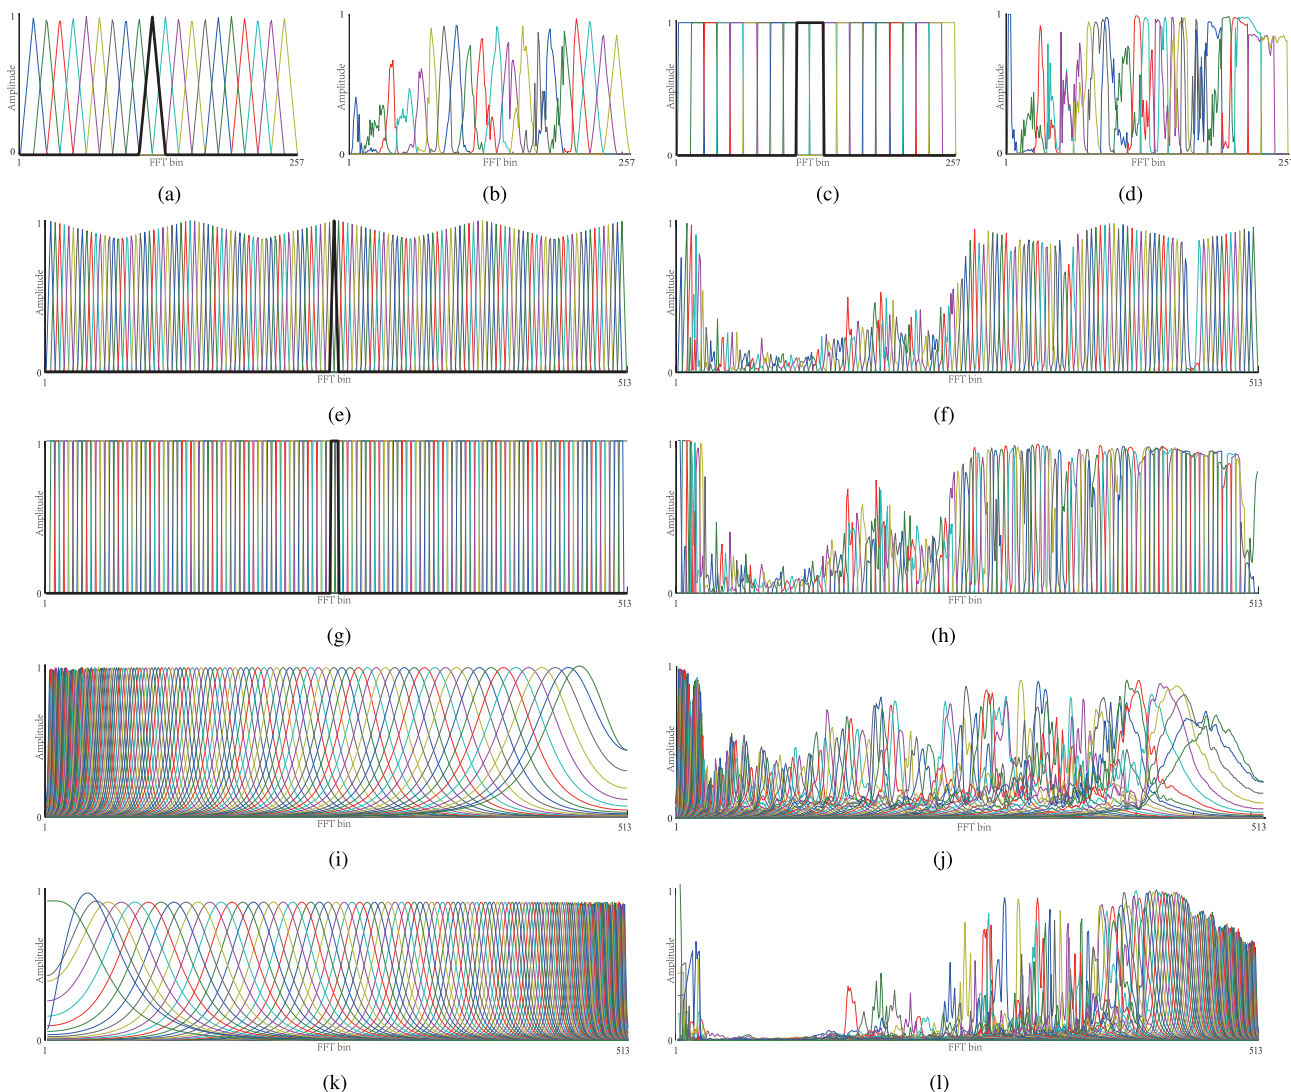 1
Amplitude
0
1
FFT bin
257
(a)
1
Amplitude
0
1
FFT bin
257
(b)
1
Amplitude
0
1
FFT bin
257
(c)
1
Amplitude
0
1
FFT bin
257
(d)
1
Amplitude
0
1
FFT bin
513
(e)
1
Amplitude
0
1
FFT bin
513
(f)
1
Amplitude
0
1
FFT bin
513
(g)
1
Amplitude
0
1
FFT bin
513
(h)
1
Amplitude
0
1
FFT bin
513
(i)
1
Amplitude
0
1
FFT bin
513
(j)
1
Amplitude
0
1
FFT bin
513
(k)
1
Amplitude
0
1
FFT bin
513
(l)